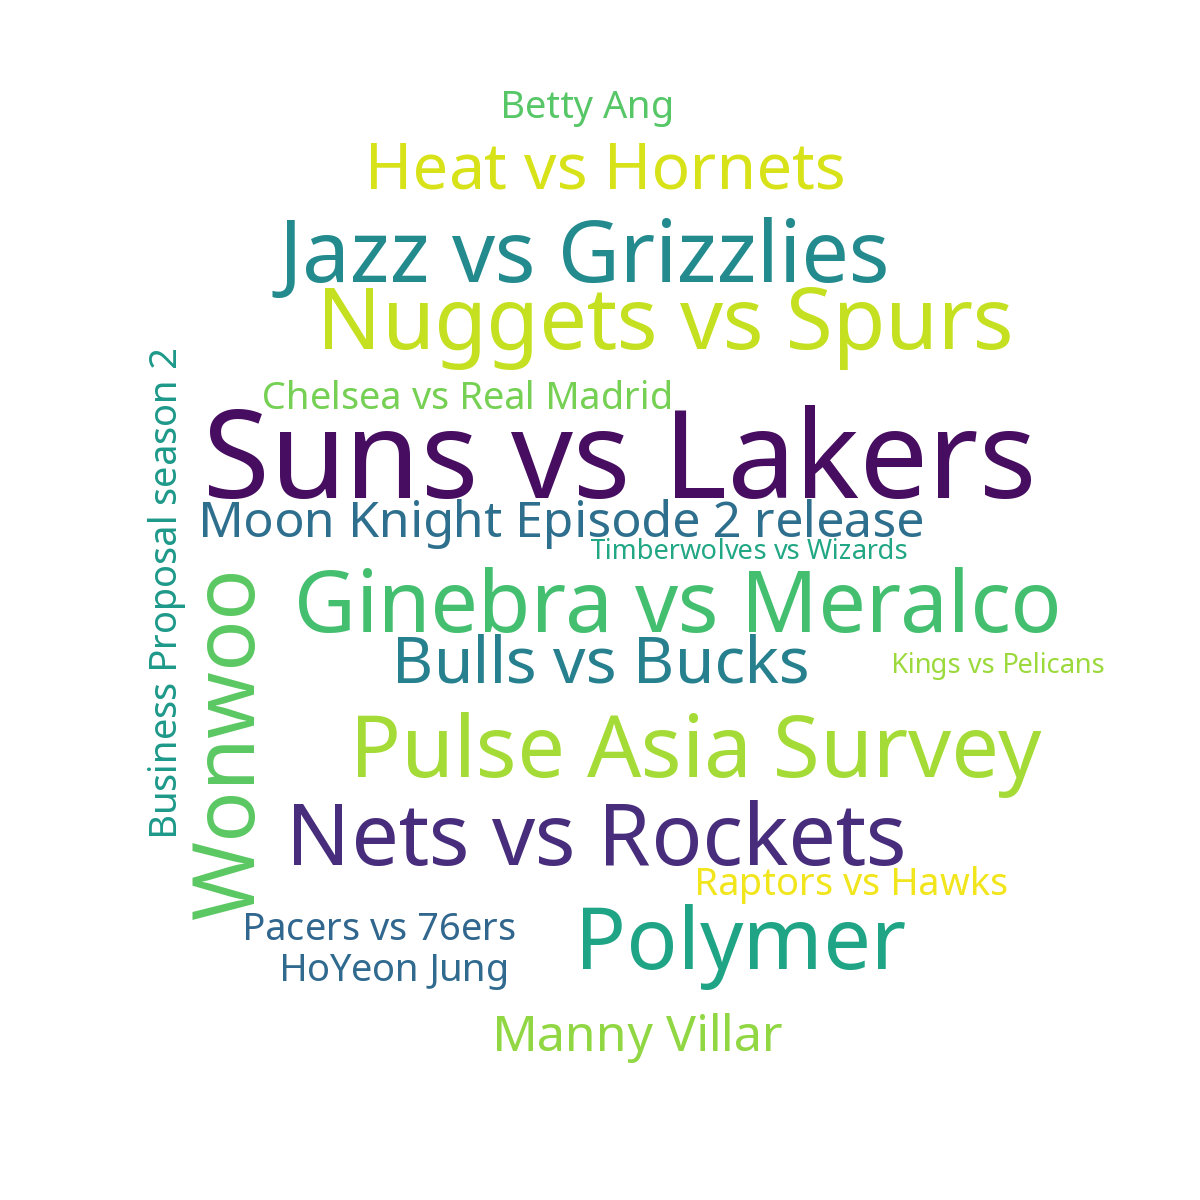 Betty Ang
Heat vs Hornets
Jazz vs Grizzlies
Nuggets vs Spurs
Business Proposal season 2
Chelsea vs Real Madrid
Suns vs Lakers
Moon Knight Episode 2 release
Timberwolves vs Wizards
Wonwoo
Ginebra vs Meralco
Bulls vs Bucks
Kings vs Pelicans
Pulse Asia Survey
Nets vs Rockets
Raptors vs Hawks
Pacers vs 76ers
Polymer
HoYeon Jung
Manny Villar